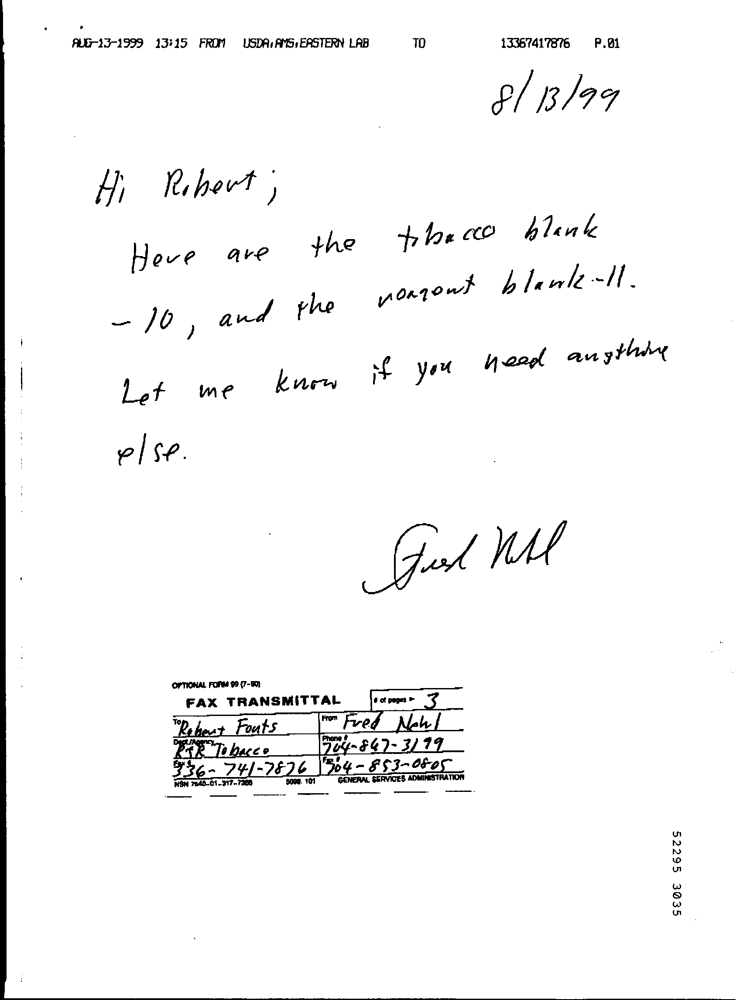 AUG-13-1999 13:15 FROM USDA,AMS,EASTERN LAB TO 13367417876 P.01
8/13/99
Hi Robert;
Here are the tobacco blank
-10, and the reagent blank-11.
Let me know if you need anything
else.
Fred Nahl
OPTIONAL FORM 99 (7-90)
FAX TRANSMITTAL # of pages 3
To Robert Fonts From Fred Nahl
Dept./Agency RJR Tobacco Phone # 704-867-3199
Fax # 336-741-7876 Fax # 704-853-0805
NSN 7540-01-317-7368 5099-101 GENERAL SERVICES ADMINISTRATION
52295 3035